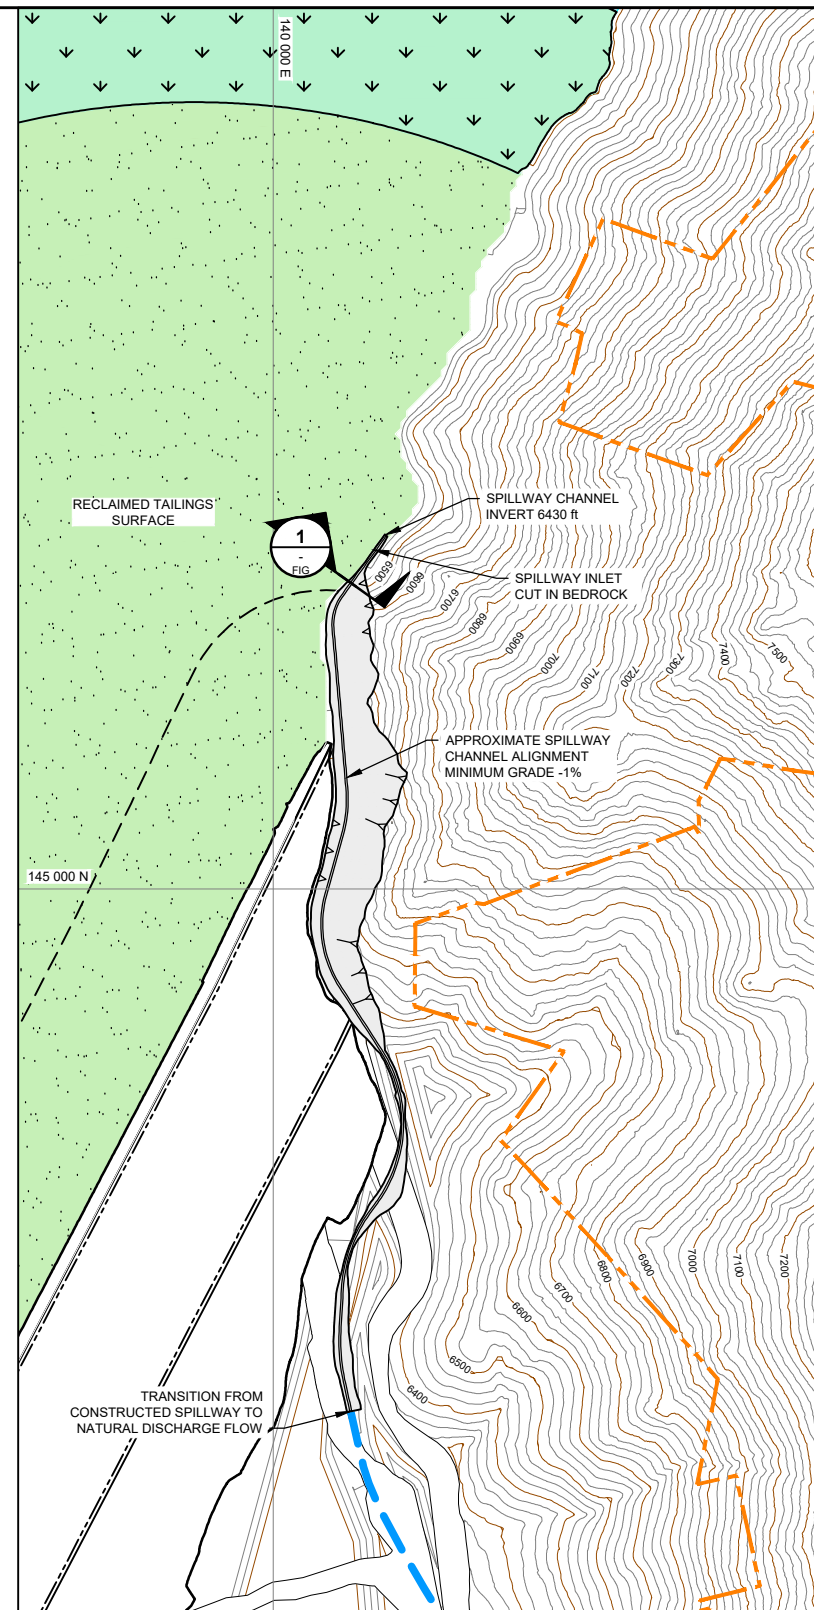 140 000 E
RECLAIMED TAILINGS
SURFACE
SPILLWAY CHANNEL
INVERT 6430 ft
1
-
FIG
SPILLWAY INLET
CUT IN BEDROCK
6500
6600
6700
6800
6900
7000
7100
7200
7300
7400
7500
APPROXIMATE SPILLWAY
CHANNEL ALIGNMENT
MINIMUM GRADE -1%
145 000 N
6400
6500
6600
6700
6800
6900
7000
7100
7200
TRANSITION FROM
CONSTRUCTED SPILLWAY TO
NATURAL DISCHARGE FLOW